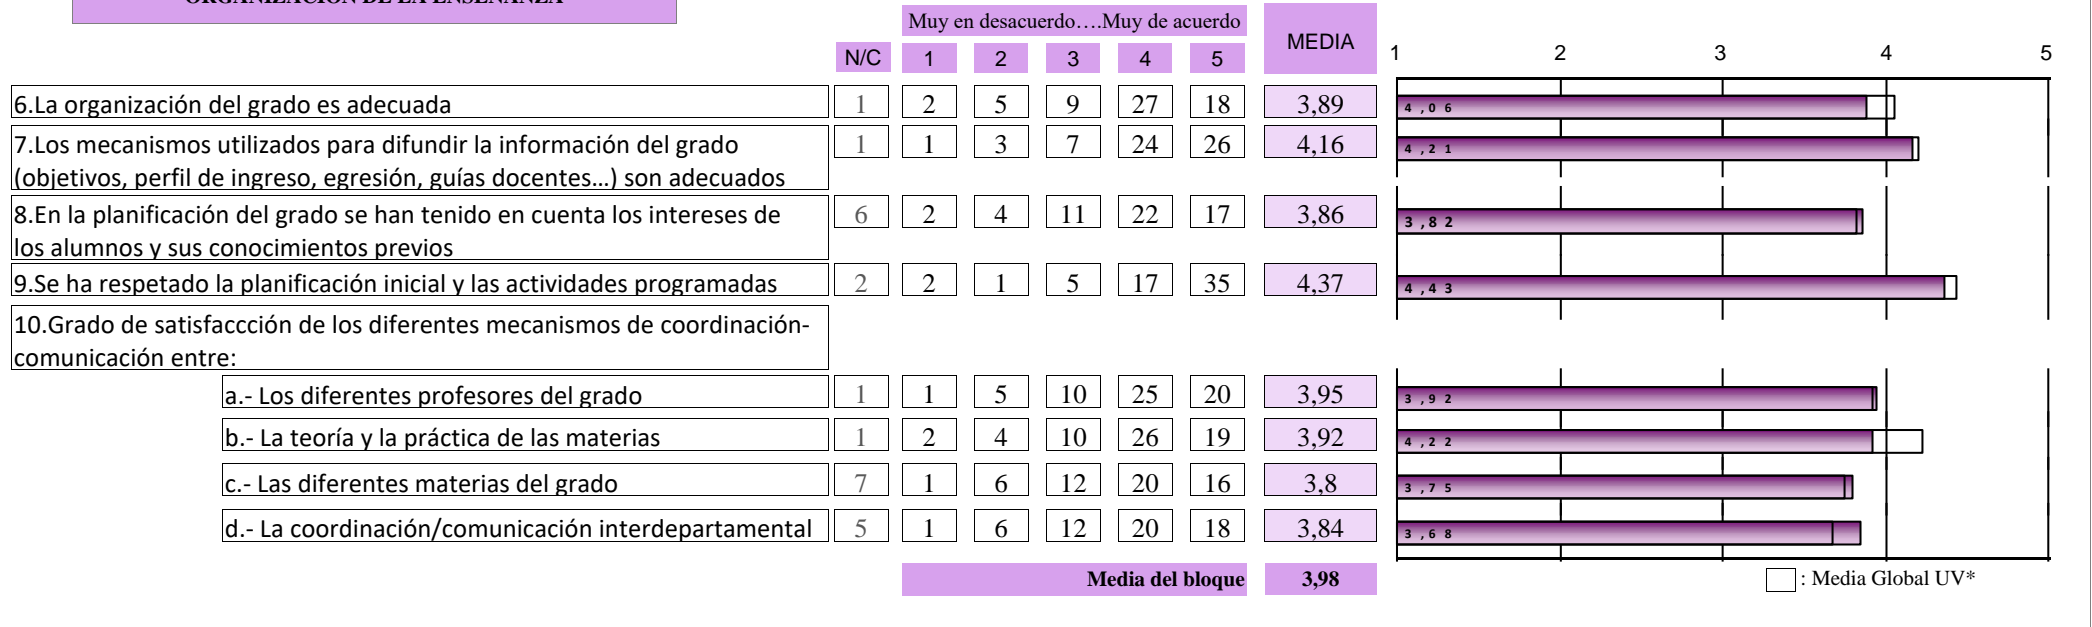 ORGANIZACIÓN DE LA ENSEÑANZA
Muy en desacuerdo….Muy de acuerdo
MEDIA
N/C 1 2 3 4 5
1 2 3 4 5
6.La organización del grado es adecuada 1 2 5 9 27 18 3,89 4,06
7.Los mecanismos utilizados para difundir la información del grado 1 1 3 7 24 26 4,16 4,21
(objetivos, perfil de ingreso, egresión, guías docentes…) son adecuados
8.En la planificación del grado se han tenido en cuenta los intereses de 6 2 4 11 22 17 3,86 3,82
los alumnos y sus conocimientos previos
9.Se ha respetado la planificación inicial y las actividades programadas 2 2 1 5 17 35 4,37 4,43
10.Grado de satisfaccción de los diferentes mecanismos de coordinación-
comunicación entre:
a.- Los diferentes profesores del grado 1 1 5 10 25 20 3,95 3,92
b.- La teoría y la práctica de las materias 1 2 4 10 26 19 3,92 4,22
c.- Las diferentes materias del grado 7 1 6 12 20 16 3,8 3,75
d.- La coordinación/comunicación interdepartamental 5 1 6 12 20 18 3,84 3,68
Media del bloque 3,98
: Media Global UV*